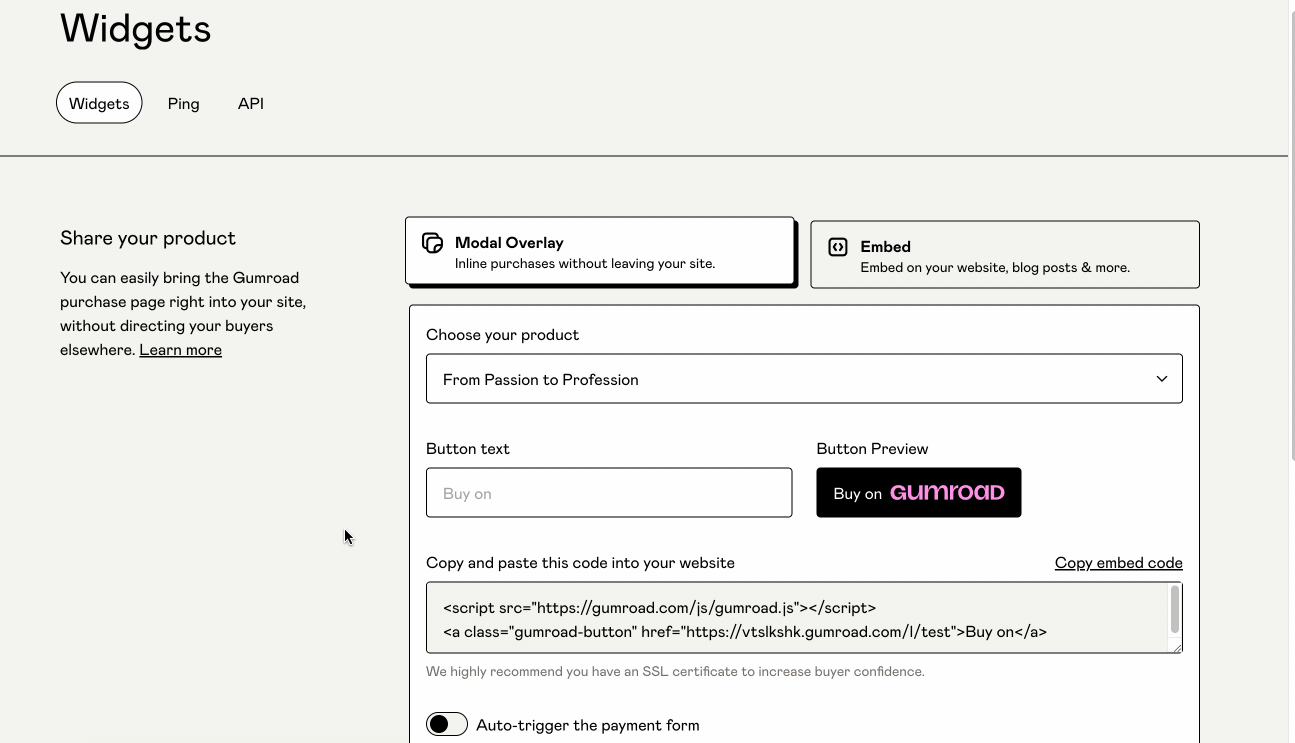 Widgets
Widgets
Ping
API
Share your product
You can easily bring the Gumroad
purchase page right into your site,
without directing your buyers
elsewhere. Learn more
Modal Overlay
Inline purchases without leaving your site.
Embed
Embed on your website, blog posts & more.
Choose your product
From Passion to Profession
Button text
Buy on
Button Preview
Buy on GUMROAD
Copy and paste this code into your website
Copy embed code
<script src="https://gumroad.com/js/gumroad.js"></script>
<a class="gumroad-button" href="https://vtslkshk.gumroad.com/l/test">Buy on</a>
We highly recommend you have an SSL certificate to increase buyer confidence.
Auto-trigger the payment form